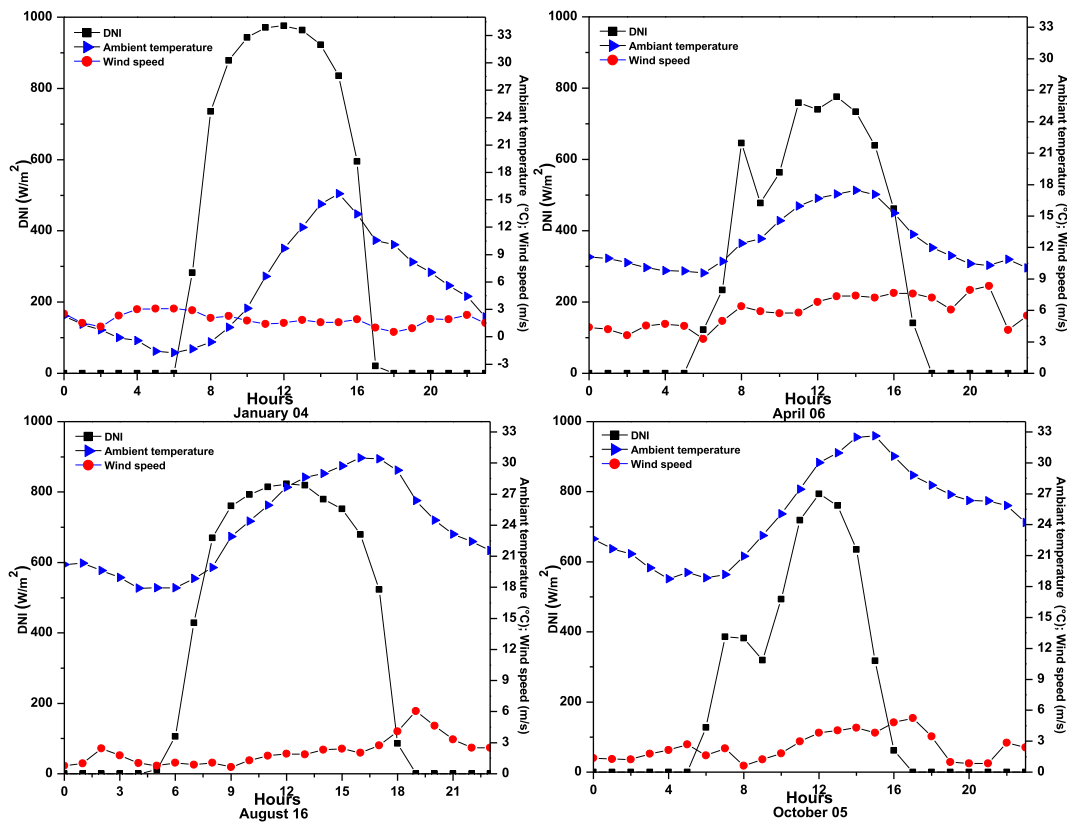 1000
800
600
400
200
0
DNI (W/m²)
DNI
Ambient temperature
Wind speed
33
30
27
24
21
18
15
12
9
6
3
0
-3
Ambiant temperature (°C); Wind speed (m/s)
0 4 8 12 16 20
Hours
January 04
1000
800
600
400
200
0
DNI (W/m²)
DNI
Ambiant temperature
Wind speed
33
30
27
24
21
18
15
12
9
6
3
0
Ambiant temperature (°C); Wind speed (m/s)
0 4 8 12 16 20
Hours
April 06
1000
800
600
400
200
0
DNI (W/m²)
DNI
Ambient temperature
Wind speed
33
30
27
24
21
18
15
12
9
6
3
0
Ambiant temperature (°C); Wind speed (m/s)
0 3 6 9 12 15 18 21
Hours
August 16
1000
800
600
400
200
0
DNI (W/m²)
DNI
Ambient temperature
Wind speed
33
30
27
24
21
18
15
12
9
6
3
0
Ambiant temperature (°C); Wind speed (m/s)
0 4 8 12 16 20
Hours
October 05